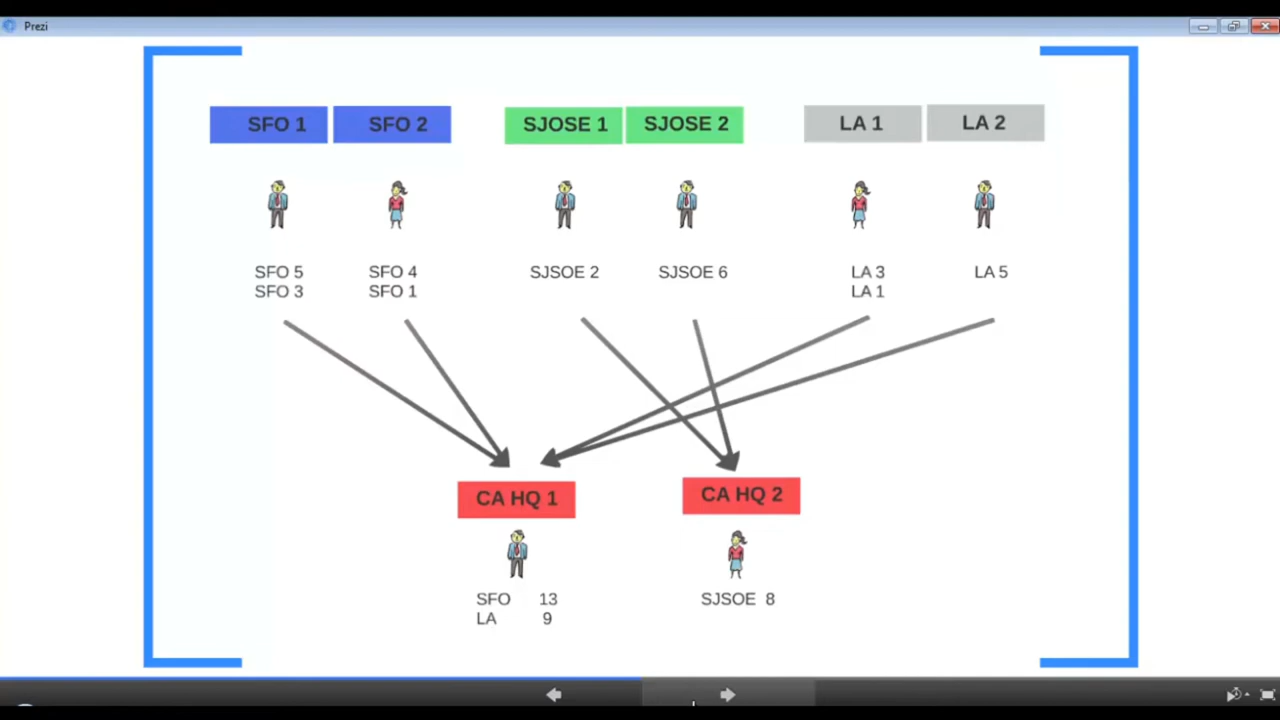 Prezi
SFO 1 SFO 2 SJOSE 1 SJOSE 2 LA 1 LA 2
SFO 5 SFO 4 SJSOE 2 SJSOE 6 LA 3 LA 5
SFO 3 SFO 1 LA 1
CA HQ 1 CA HQ 2
SFO 13 SJSOE 8
LA 9